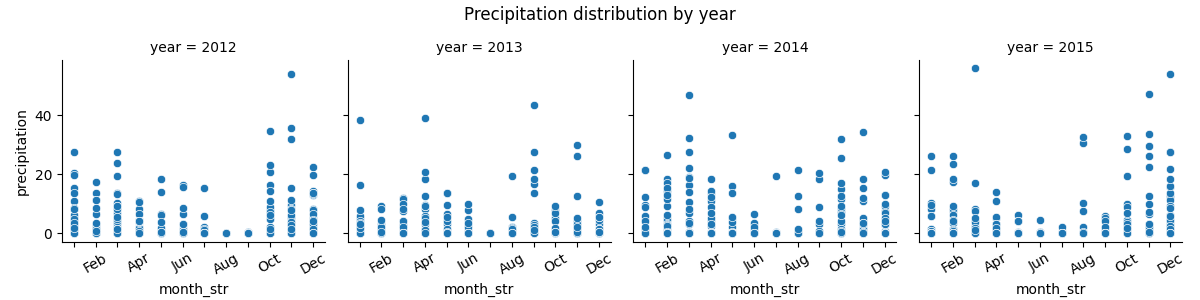 Precipitation distribution by year
year = 2012
year = 2013
year = 2014
year = 2015
precipitation
40
20
0
Feb Apr Jun Aug Oct Dec
Feb Apr Jun Aug Oct Dec
Feb Apr Jun Aug Oct Dec
Feb Apr Jun Aug Oct Dec
month_str
month_str
month_str
month_str